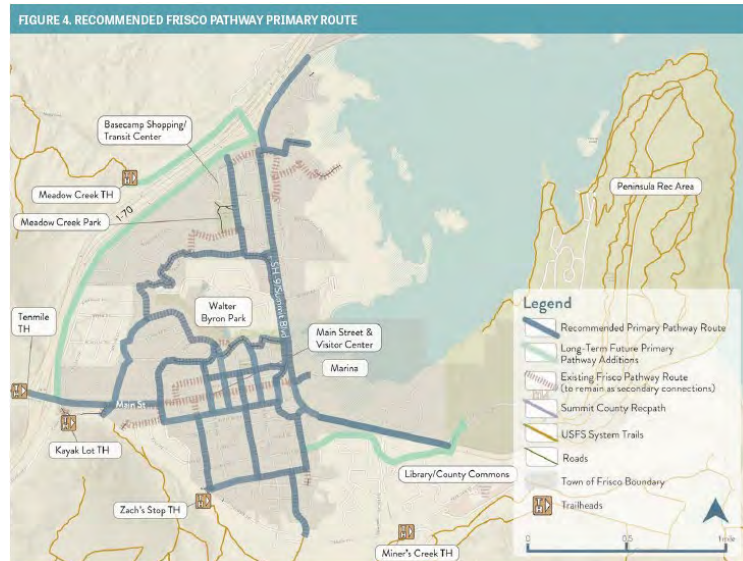 FIGURE 4. RECOMMENDED FRISCO PATHWAY PRIMARY ROUTE
Basecamp Shopping/
Transit Center
Meadow Creek TH
I-70
Meadow Creek Park
Peninsula Rec Area
SH 9/Summit Blvd
Walter
Byron Park
Tenmile
TH
Main Street &
Visitor Center
Marina
Main St
Kayak Lot TH
Library/County Commons
Zach's Stop TH
Miner's Creek TH
Legend
Recommended Primary Pathway Route
Long-Term Future Primary
Pathway Additions
Existing Frisco Pathway Route
(to remain as secondary connections)
Summit County Recpath
USFS System Trails
Roads
Town of Frisco Boundary
Trailheads
0 0.5 1 mile